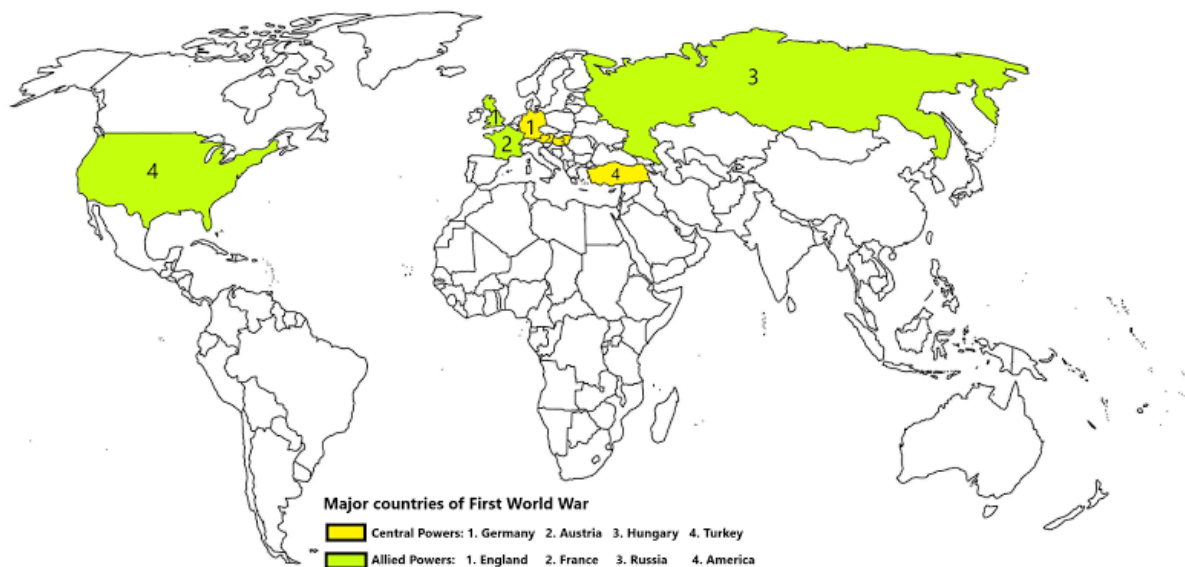 3
1
1
2
4
4
Major countries of First World War
Central Powers: 1. Germany 2. Austria 3. Hungary 4. Turkey
Allied Powers: 1. England 2. France 3. Russia 4. America